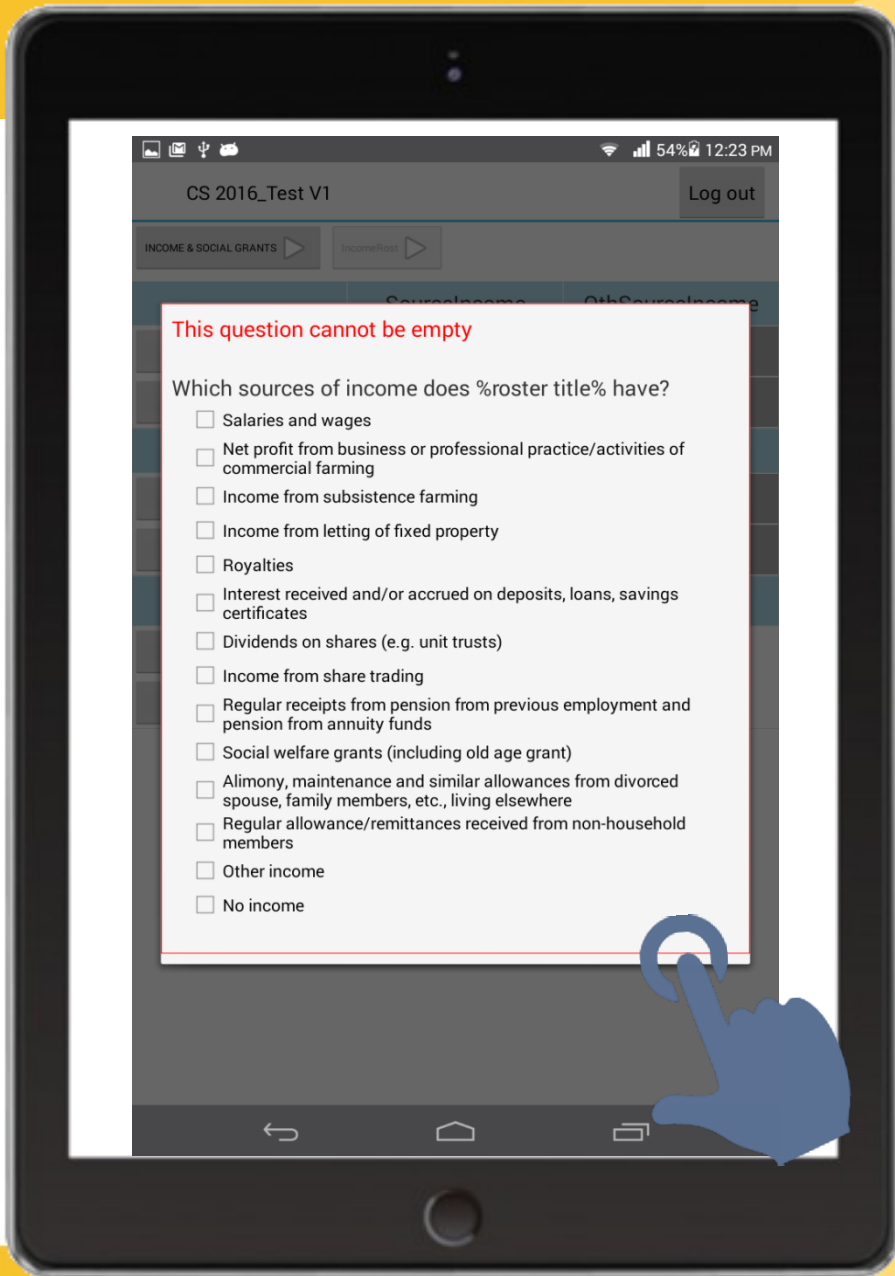 54% 12:23 PM
CS 2016_Test V1
Log out
INCOME & SOCIAL GRANTS
IncomeRost
SourceIncome
OthSourceIncome
This question cannot be empty
Which sources of income does %roster title% have?
Salaries and wages
Net profit from business or professional practice/activities of
commercial farming
Income from subsistence farming
Income from letting of fixed property
Royalties
Interest received and/or accrued on deposits, loans, savings
certificates
Dividends on shares (e.g. unit trusts)
Income from share trading
Regular receipts from pension from previous employment and
pension from annuity funds
Social welfare grants (including old age grant)
Alimony, maintenance and similar allowances from divorced
spouse, family members, etc., living elsewhere
Regular allowance/remittances received from non-household
members
Other income
No income